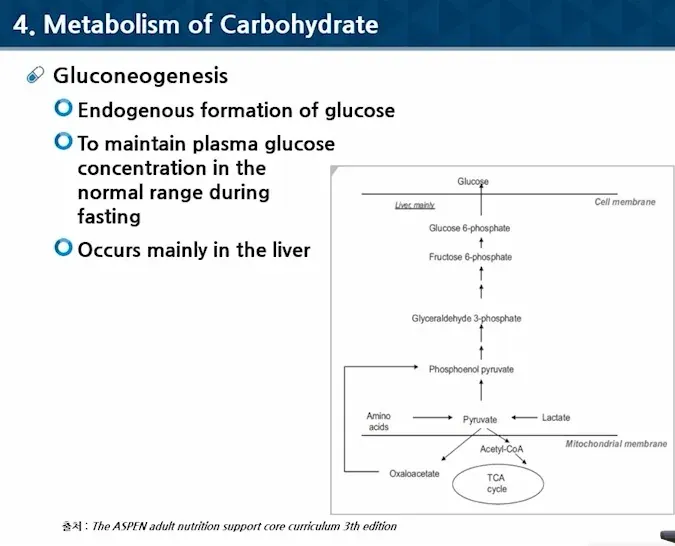 4. Metabolism of Carbohydrate
Gluconeogenesis
Endogenous formation of glucose
To maintain plasma glucose
concentration in the
normal range during
fasting
Occurs mainly in the liver
Glucose
Liver, mainly
Cell membrane
Glucose 6-phosphate
Fructose 6-phosphate
Glyceraldehyde 3-phosphate
Phosphoenol pyruvate
Amino
acids
Pyruvate
Lactate
Mitochondrial membrane
Acetyl-CoA
Oxaloacetate
TCA
cycle
출처 : The ASPEN adult nutrition support core curriculum 3th edition